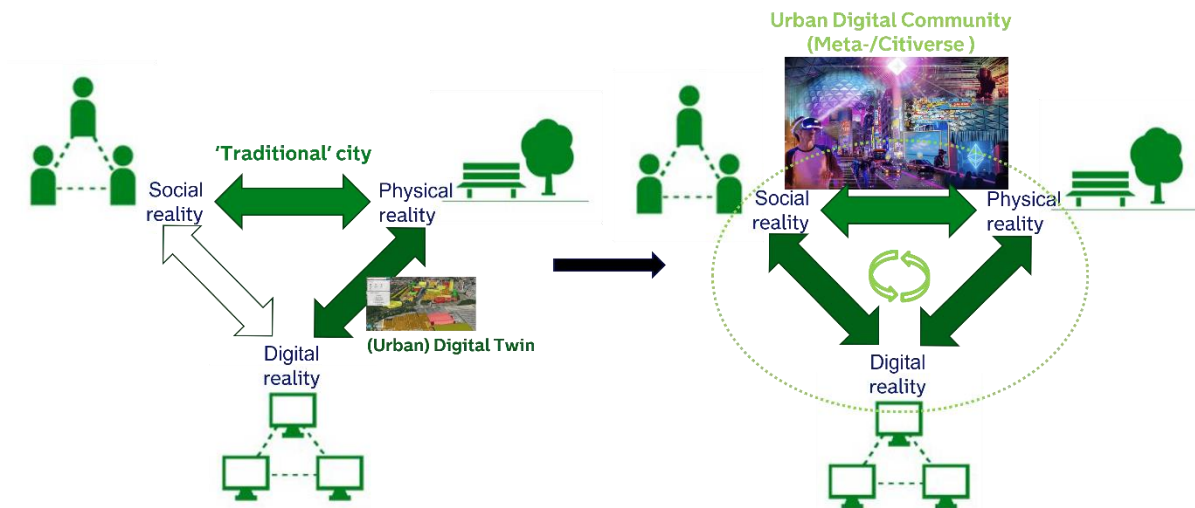 Urban Digital Community
(Meta-/Citiverse )
'Traditional' city
Social
reality
Physical
reality
(Urban) Digital Twin
Digital
reality
Social
reality
Physical
reality
Digital
reality